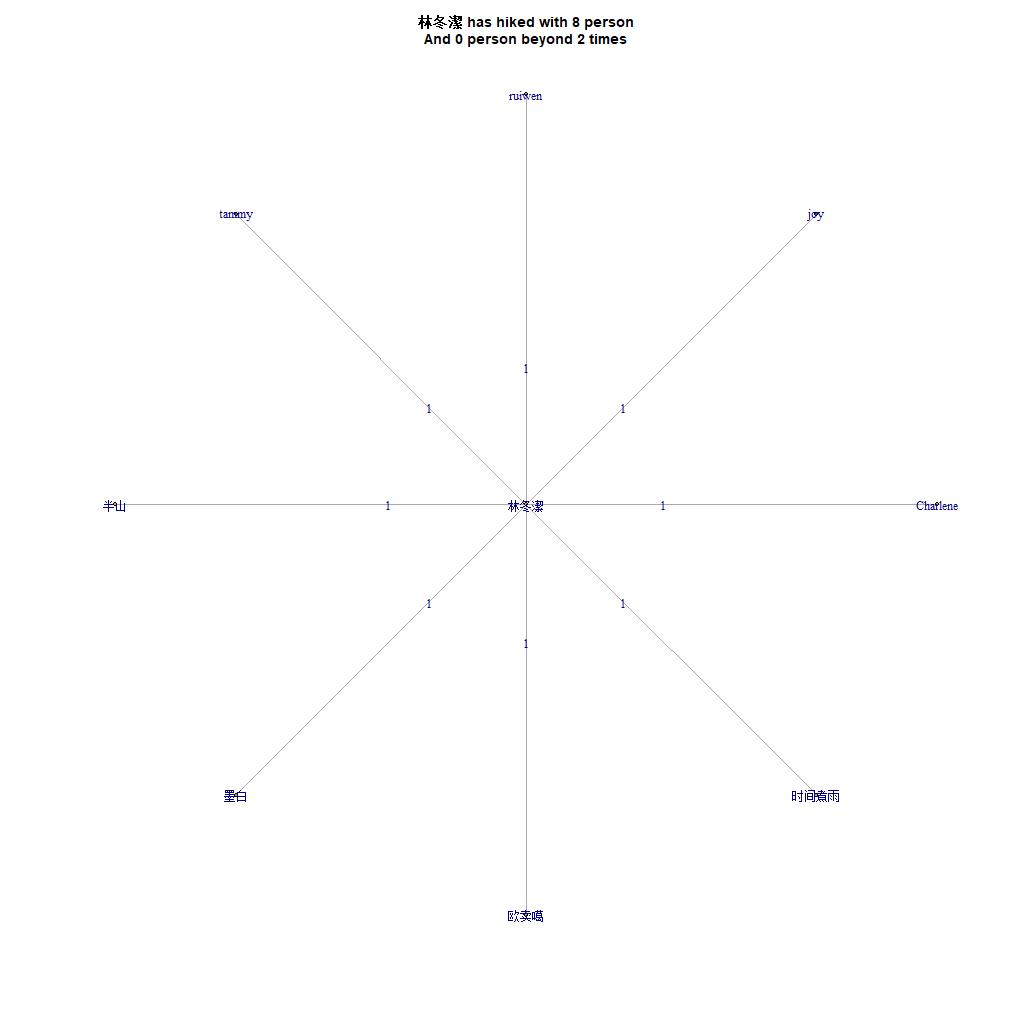 林冬潔 has hiked with 8 person
And 0 person beyond 2 times
ruiwen
tammy
joy
1
1
1
半山
1
林冬潔
1
Charlene
1
1
1
墨白
时间煮雨
欧卖噶